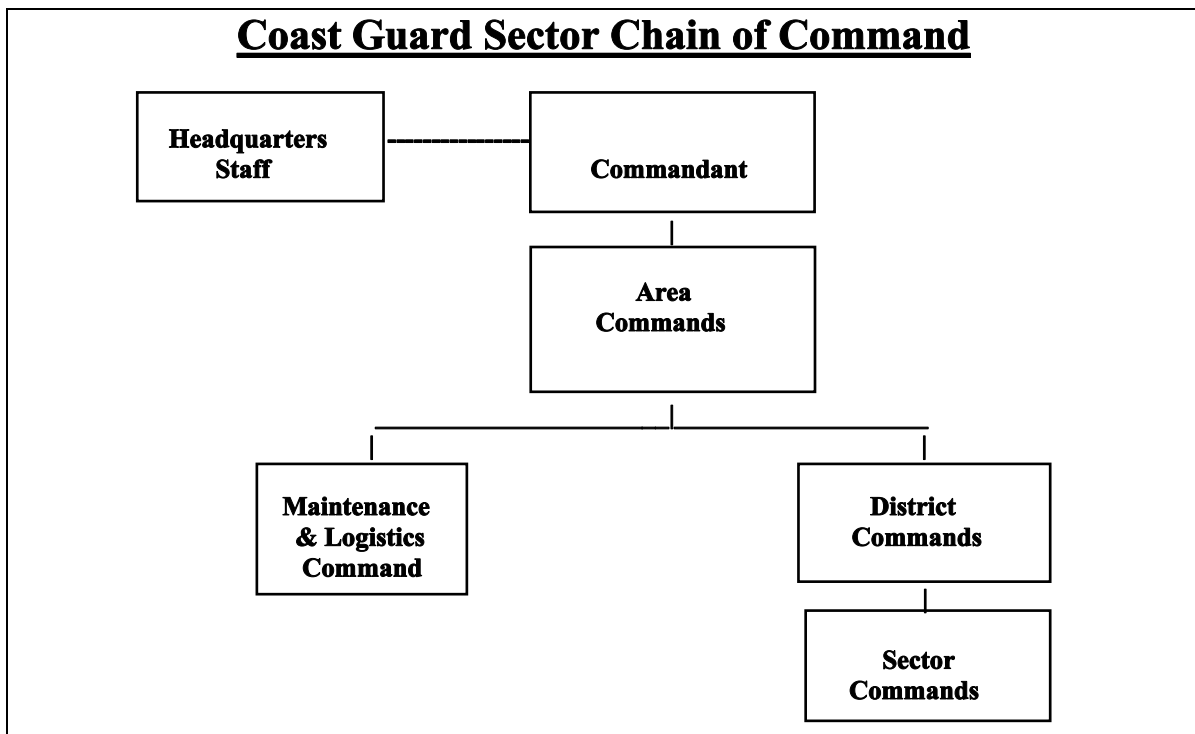 Coast Guard Sector Chain of Command
Headquarters
Staff
Commandant
Area
Commands
Maintenance
& Logistics
Command
District
Commands
Sector
Commands